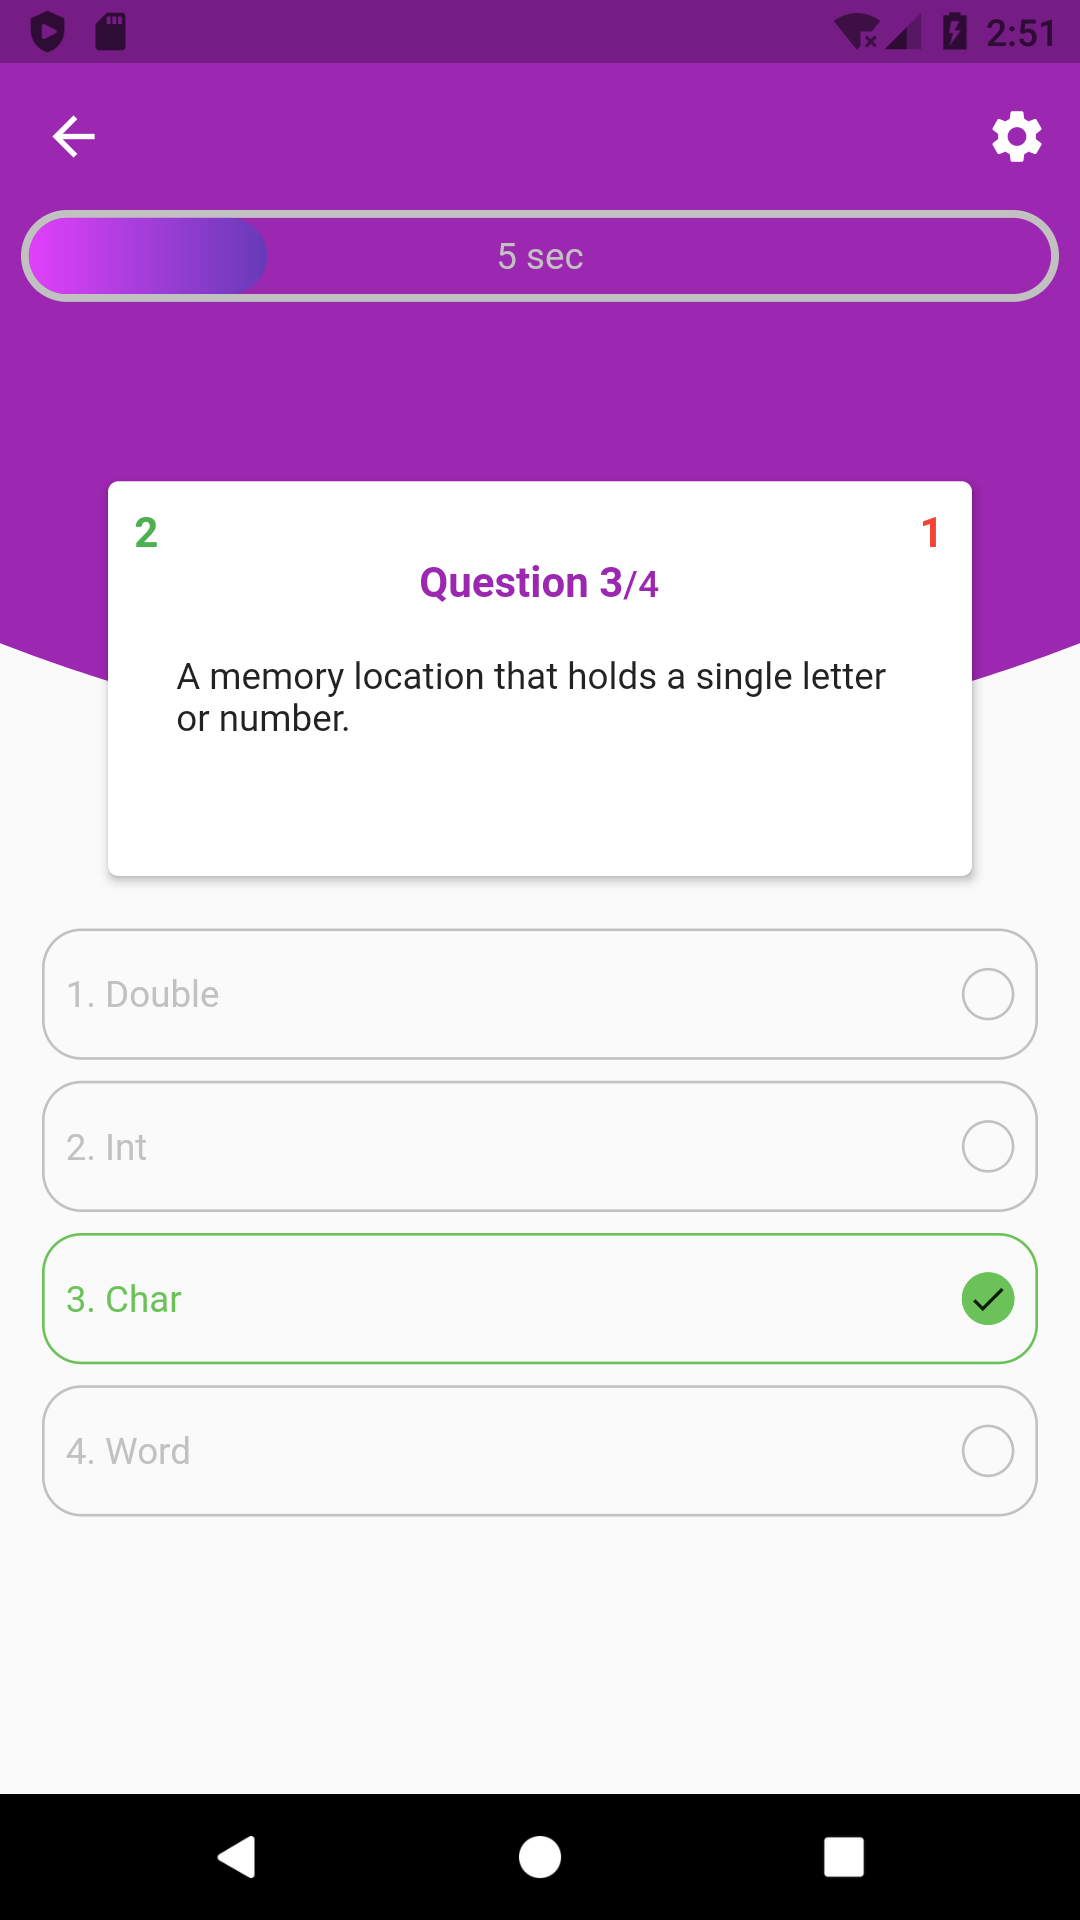 2:51
5 sec
2
1
Question 3/4
A memory location that holds a single letter
or number.
1. Double
2. Int
3. Char
4. Word